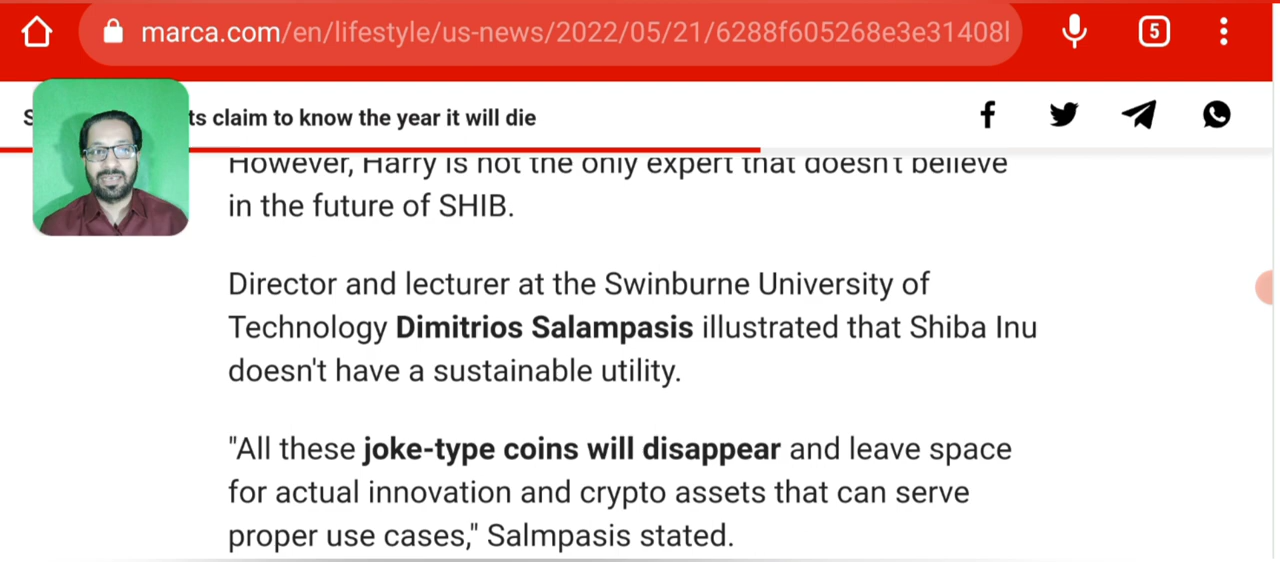 marca.com/en/lifestyle/us-news/2022/05/21/6288f605268e3e31408l
5
ts claim to know the year it will die
However, Harry is not the only expert that doesn't believe
in the future of SHIB.
Director and lecturer at the Swinburne University of
Technology Dimitrios Salampasis illustrated that Shiba Inu
doesn't have a sustainable utility.
"All these joke-type coins will disappear and leave space
for actual innovation and crypto assets that can serve
proper use cases," Salmpasis stated.